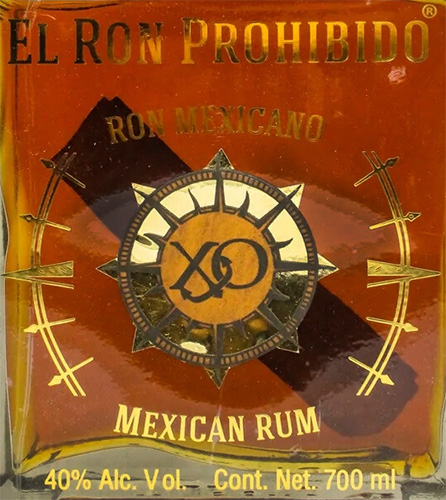 EL RON PROHIBIDO®
RON MEXICANO
XO
MEXICAN RUM
40% Alc. Vol. Cont. Net. 700 ml